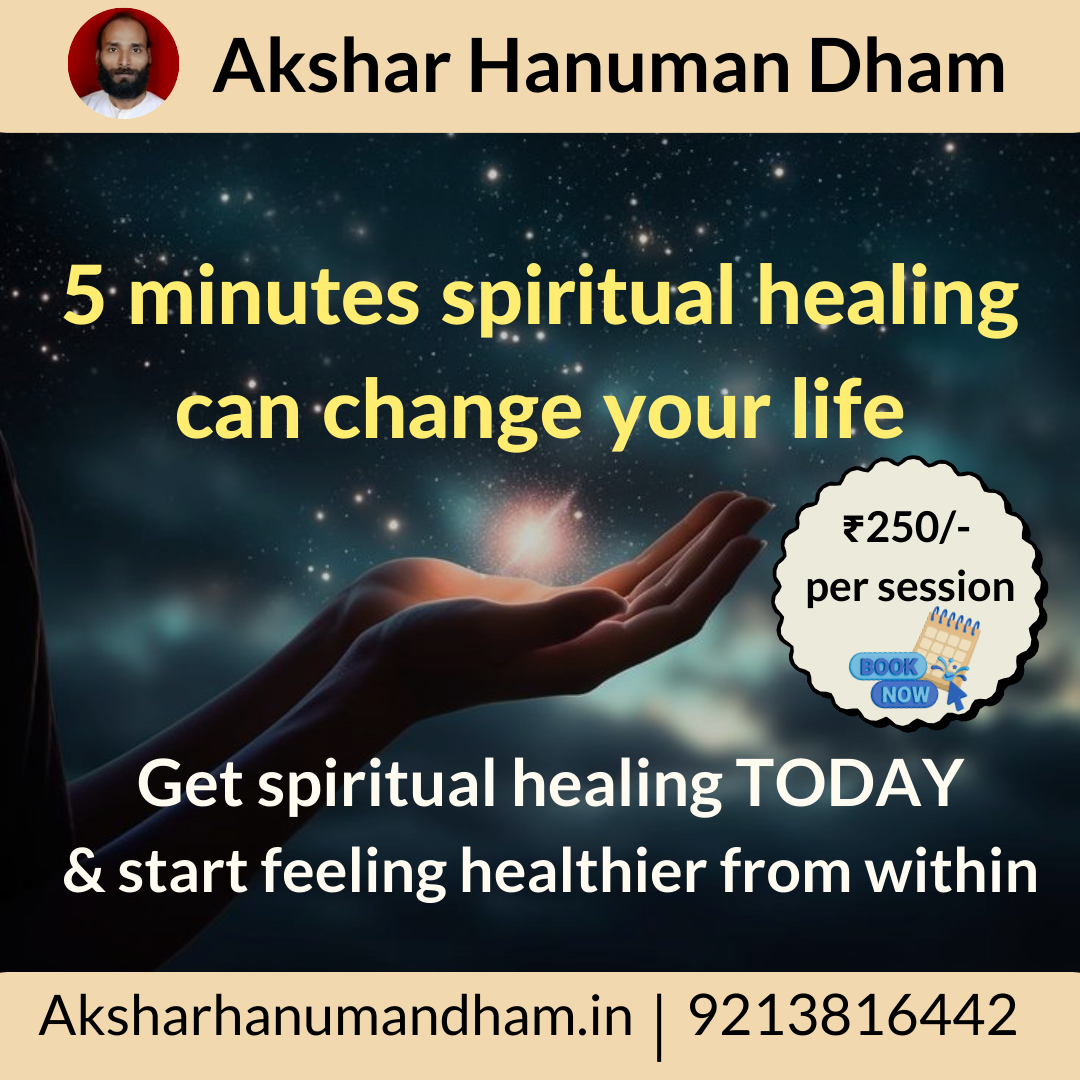 Akshar Hanuman Dham
5 minutes spiritual healing
can change your life
₹250/-
per session
BOOK
NOW
Get spiritual healing TODAY
& start feeling healthier from within
Aksharhanumandham.in | 9213816442